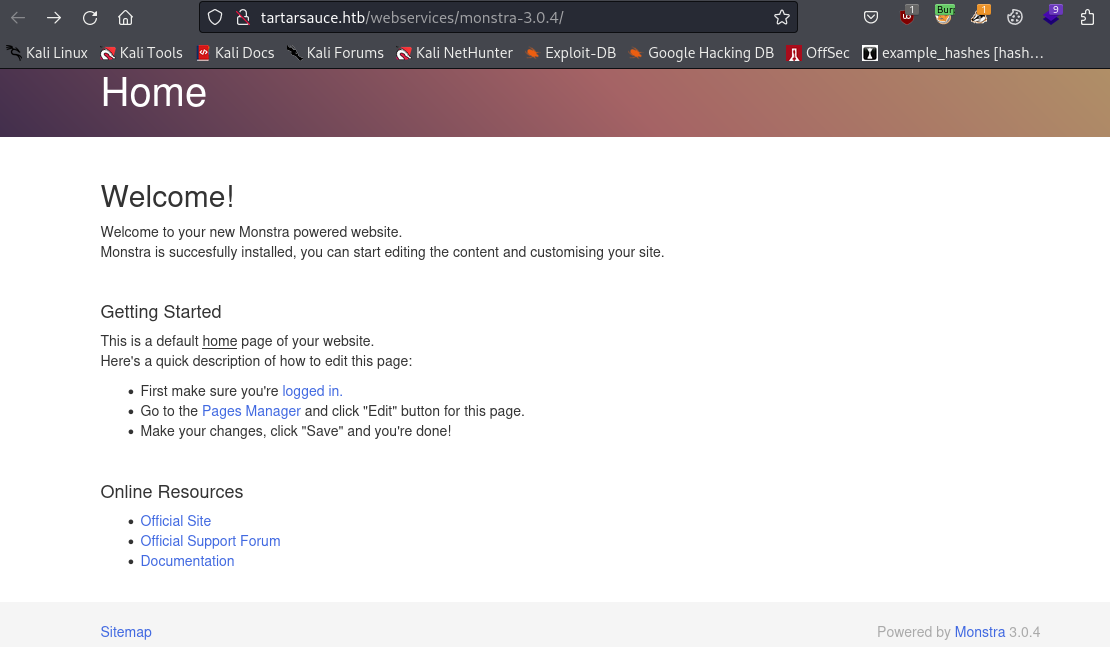 tartarsauce.htb/webservices/monstra-3.0.4/
1
Bur
1
9
Kali Linux Kali Tools Kali Docs Kali Forums Kali NetHunter Exploit-DB Google Hacking DB OffSec example_hashes [hash…
Home
Welcome!
Welcome to your new Monstra powered website.
Monstra is succesfully installed, you can start editing the content and customising your site.
Getting Started
This is a default home page of your website.
Here's a quick description of how to edit this page:
First make sure you're logged in.
Go to the Pages Manager and click "Edit" button for this page.
Make your changes, click "Save" and you're done!
Online Resources
Official Site
Official Support Forum
Documentation
Sitemap
Powered by Monstra 3.0.4